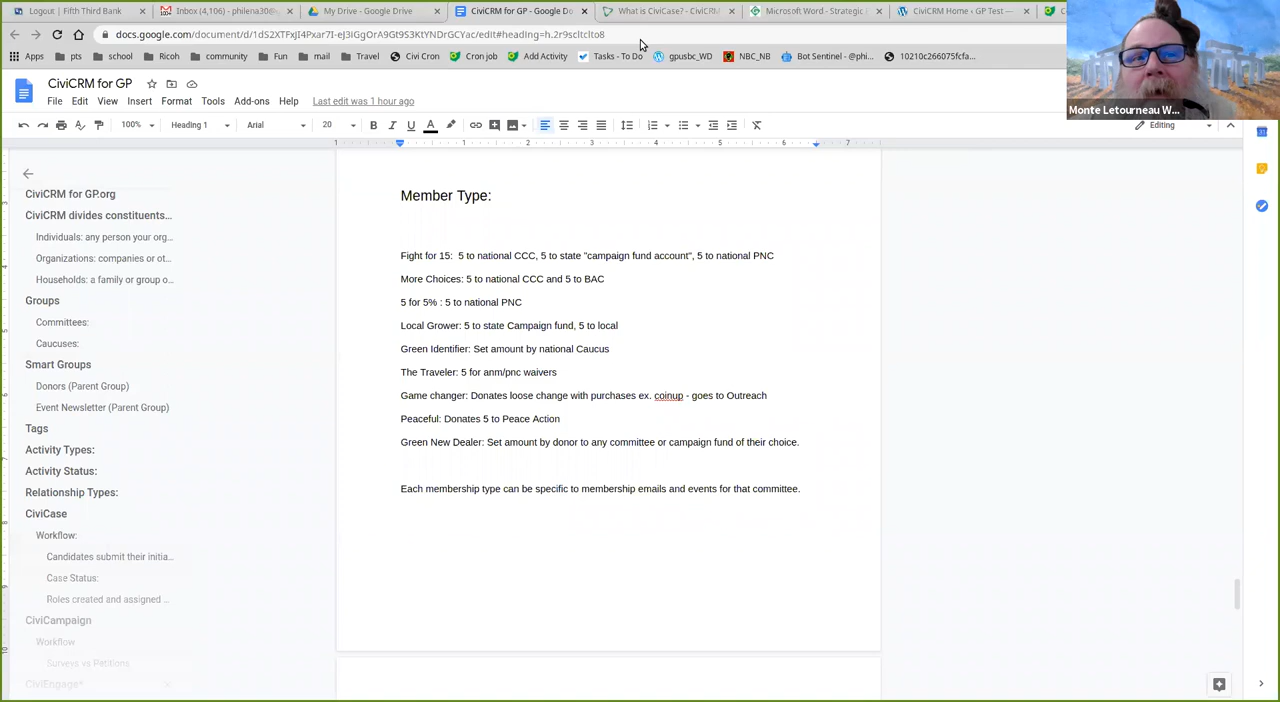 Logout | Fifth Third Bank
Inbox (4,106) - philena30@
My Drive - Google Drive
CiviCRM for GP - Google Do
What is CiviCase? - CiviCRM
Microsoft Word - Strategic
CiviCRM Home ‹ GP Test —
docs.google.com/document/d/
Apps
pts
school
Ricoh
community
Fun
mail
Travel
Civi Cron
Cron job
Add Activity
Tasks - To Do
gpusbc_WD
NBC_NB
Bot Sentinel - @phi...
10210c266075fcfa...
CiviCRM for GP
File Edit View Insert Format Tools Add-ons Help Last edit was 1 hour ago
100% Heading 1 Arial 20 B I U A Editing
Monte Letourneau W...
CiviCRM for GP.org
CiviCRM divides constituents...
Individuals: any person your org...
Organizations: companies or ot...
Households: a family or group o...
Groups
Committees:
Caucuses:
Smart Groups
Donors (Parent Group)
Event Newsletter (Parent Group)
Tags
Activity Types:
Activity Status:
Relationship Types:
CiviCase
Workflow:
Candidates submit their initia...
Case Status:
Roles created and assigned ...
CiviCampaign
Workflow
Surveys vs Petitions
CiviEngage*
Member Type:
Fight for 15: 5 to national CCC, 5 to state "campaign fund account", 5 to national PNC
More Choices: 5 to national CCC and 5 to BAC
5 for 5% : 5 to national PNC
Local Grower: 5 to state Campaign fund, 5 to local
Green Identifier: Set amount by national Caucus
The Traveler: 5 for anm/pnc waivers
Game changer: Donates loose change with purchases ex. coinup - goes to Outreach
Peaceful: Donates 5 to Peace Action
Green New Dealer: Set amount by donor to any committee or campaign fund of their choice.
Each membership type can be specific to membership emails and events for that committee.